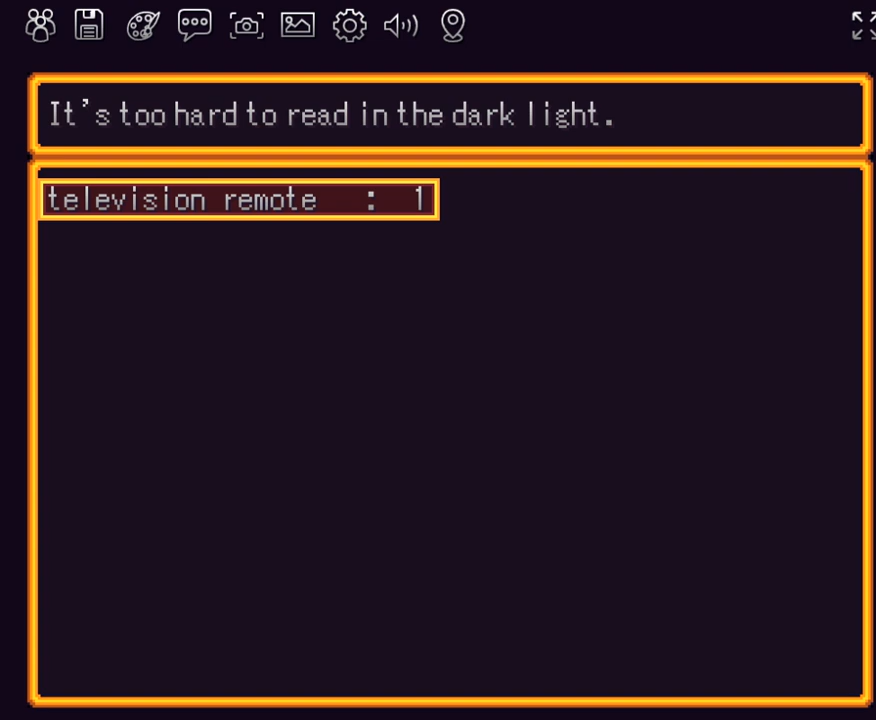 It's too hard to read in the dark light.
television remote : 1